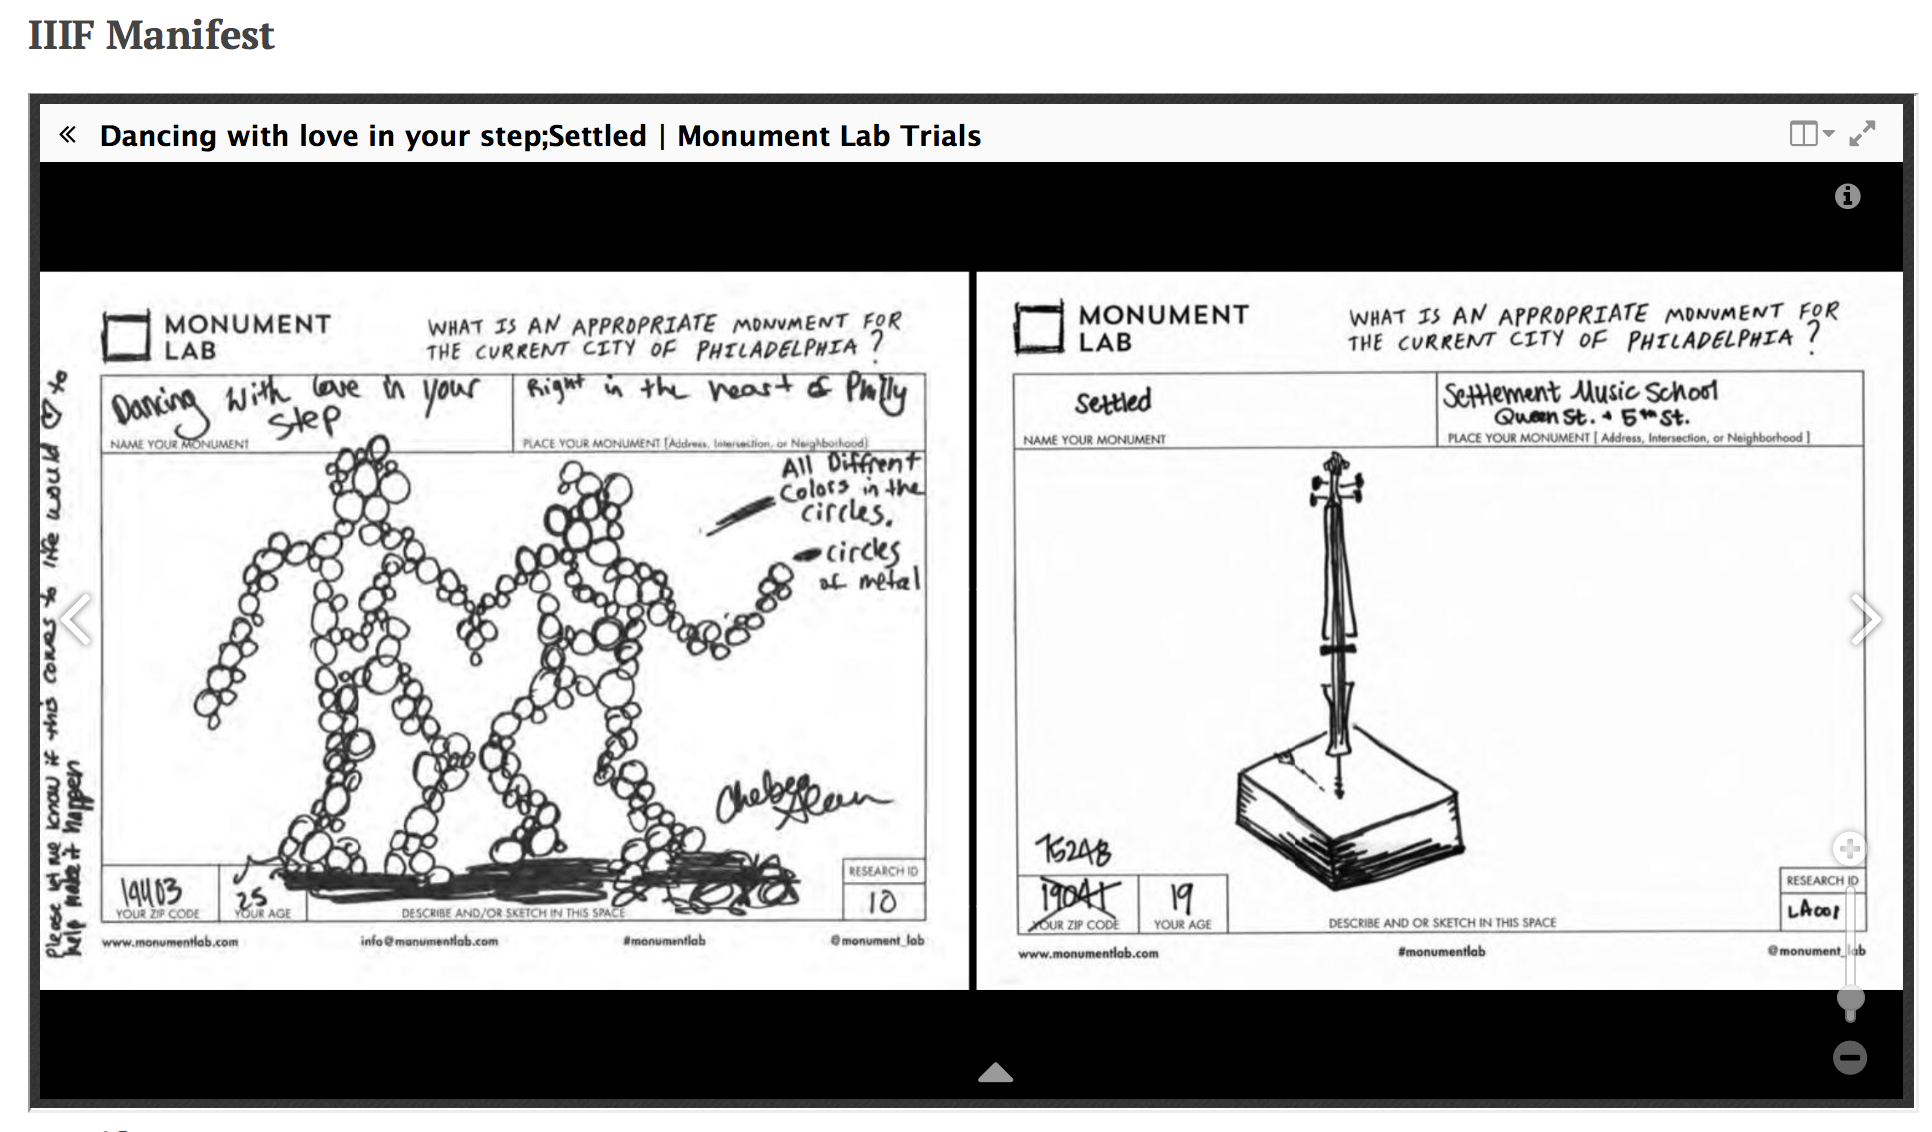 IIIF Manifest
« Dancing with love in your step;Settled | Monument Lab Trials
MONUMENT
LAB
WHAT IS AN APPROPRIATE MONUMENT FOR
THE CURRENT CITY OF PHILADELPHIA ?
Dancing with love in your
step
NAME YOUR MONUMENT
Right in the heart of Philly
PLACE YOUR MONUMENT [Address, Intersection, or Neighborhood]
All Diffrent
colors in the
circles.
circles
of metal
Please let me know if this comes to life would ♡ to
help make it happen
19403
YOUR ZIP CODE
25
YOUR AGE
DESCRIBE AND/OR SKETCH IN THIS SPACE
RESEARCH ID
10
www.monumentlab.com
info@monumentlab.com
#monumentlab
@monument_lab
MONUMENT
LAB
WHAT IS AN APPROPRIATE MONUMENT FOR
THE CURRENT CITY OF PHILADELPHIA ?
Settled
NAME YOUR MONUMENT
Settlement Music School
Queen St. + 5th St.
PLACE YOUR MONUMENT [ Address, Intersection, or Neighborhood ]
75248
19041
YOUR ZIP CODE
19
YOUR AGE
DESCRIBE AND OR SKETCH IN THIS SPACE
RESEARCH ID
LA001
www.monumentlab.com
#monumentlab
@monument_lab